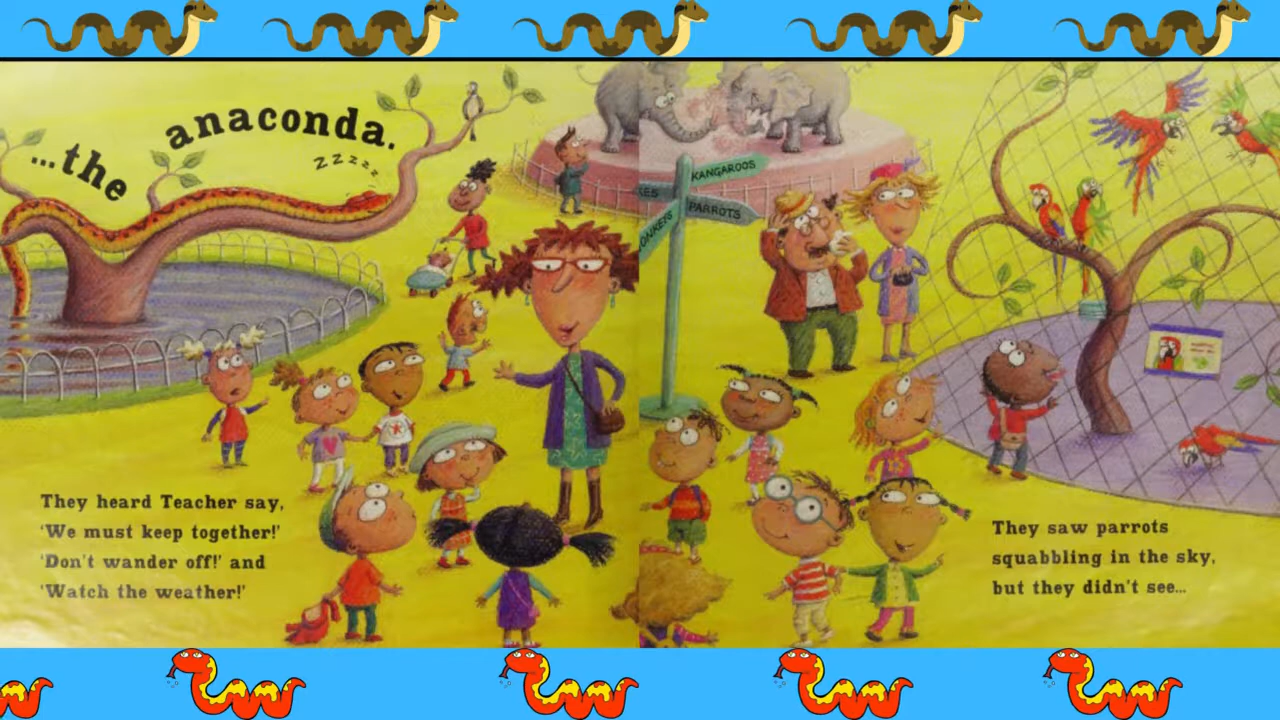 ...the
anaconda.
zzzzz
They heard Teacher say,
'We must keep together!'
'Don't wander off!' and
'Watch the weather!'
KANGAROOS
PARROTS
They saw parrots
squabbling in the sky,
but they didn't see...